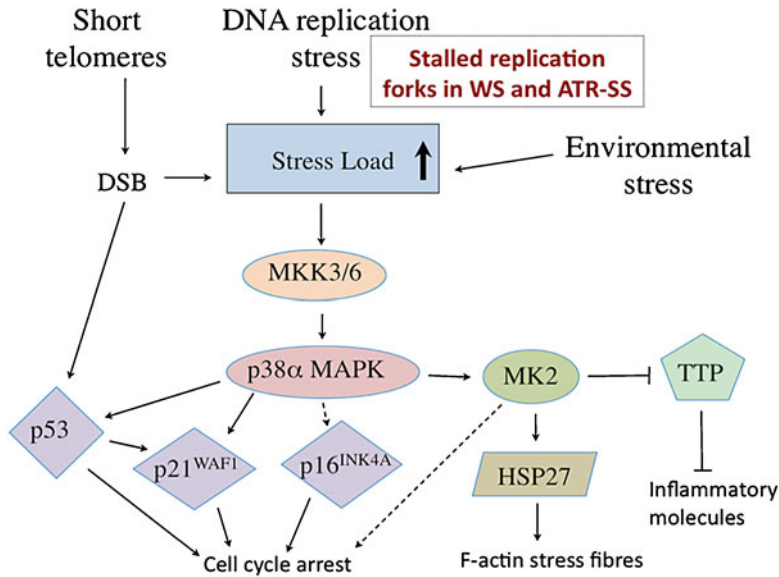 Short
telomeres
DNA replication
stress
Stalled replication
forks in WS and ATR-SS
Stress Load
Environmental
stress
DSB
MKK3/6
p38α MAPK
MK2
TTP
p53
p21WAF1
p16INK4A
HSP27
Inflammatory
molecules
Cell cycle arrest
F-actin stress fibres